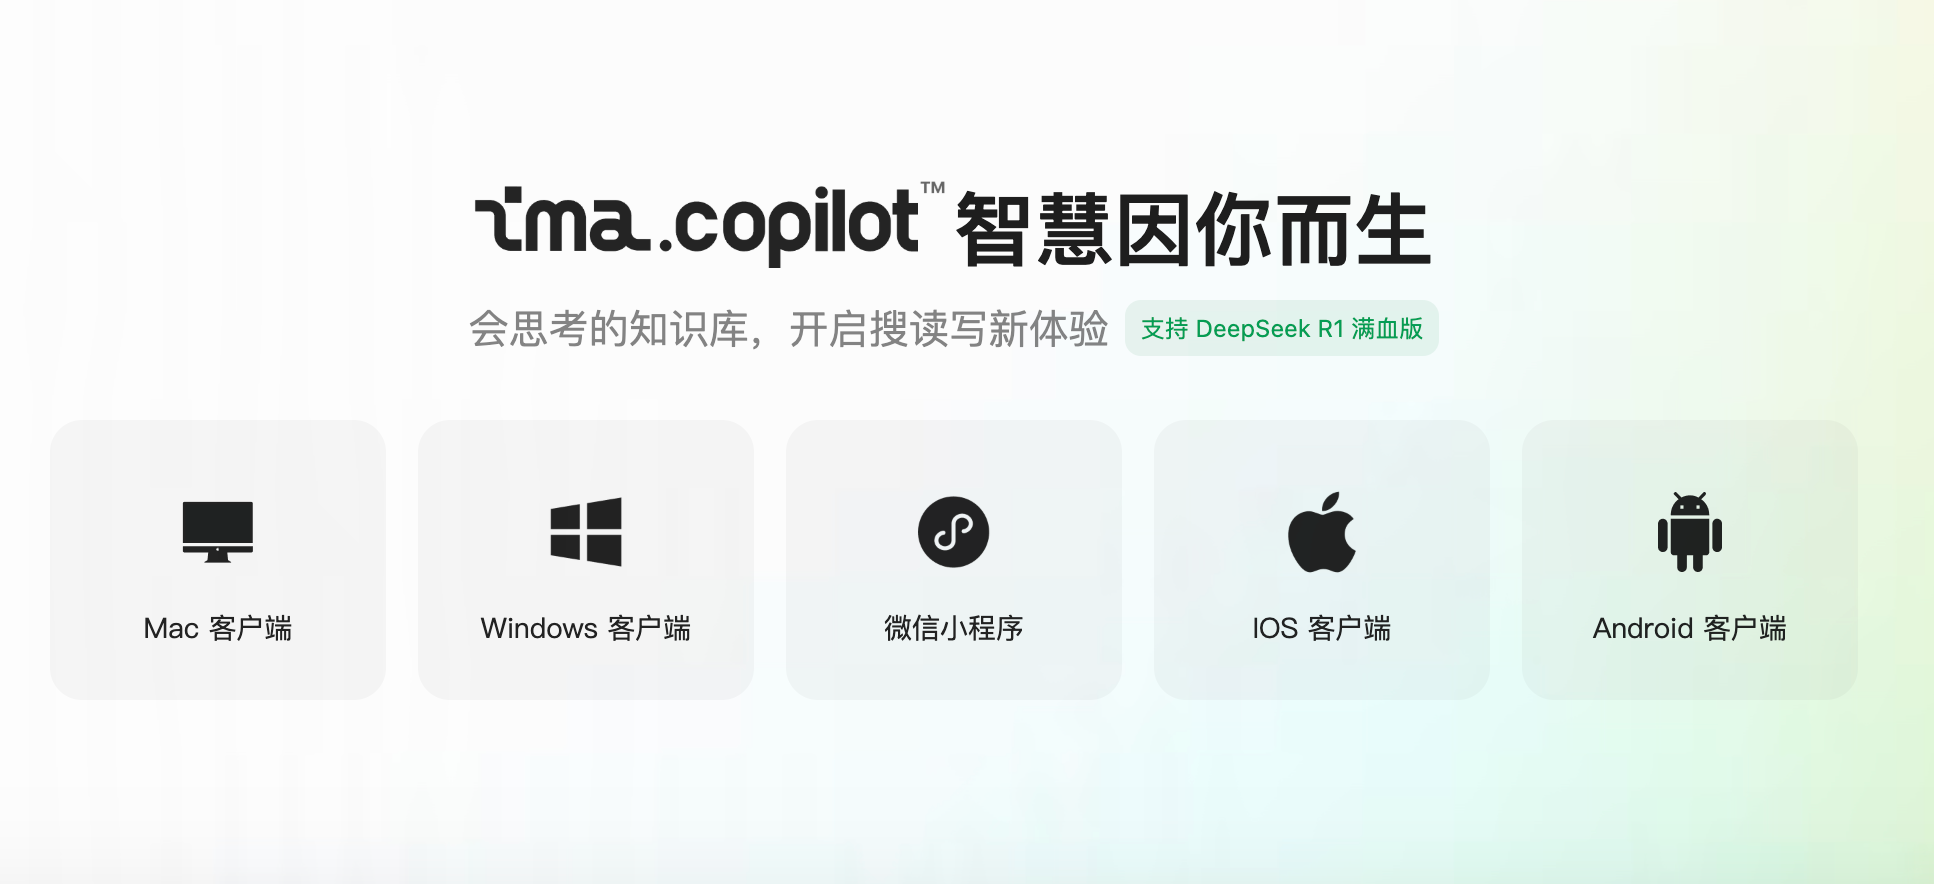 ima.copilot™ 智慧因你而生
会思考的知识库，开启搜读写新体验 支持 DeepSeek R1 满血版
Mac 客户端
Windows 客户端
微信小程序
IOS 客户端
Android 客户端